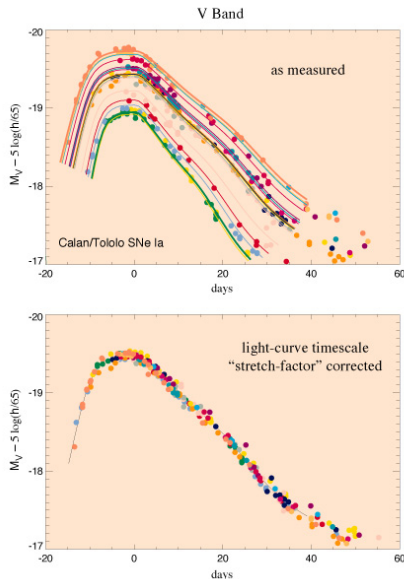 V Band
-20
as measured
-19
M_V – 5 log(h/65)
-18
Calan/Tololo SNe Ia
-17
-20 0 20 40 60
days
-20
light-curve timescale
“stretch-factor” corrected
-19
M_V – 5 log(h/65)
-18
-17
-20 0 20 40 60
days